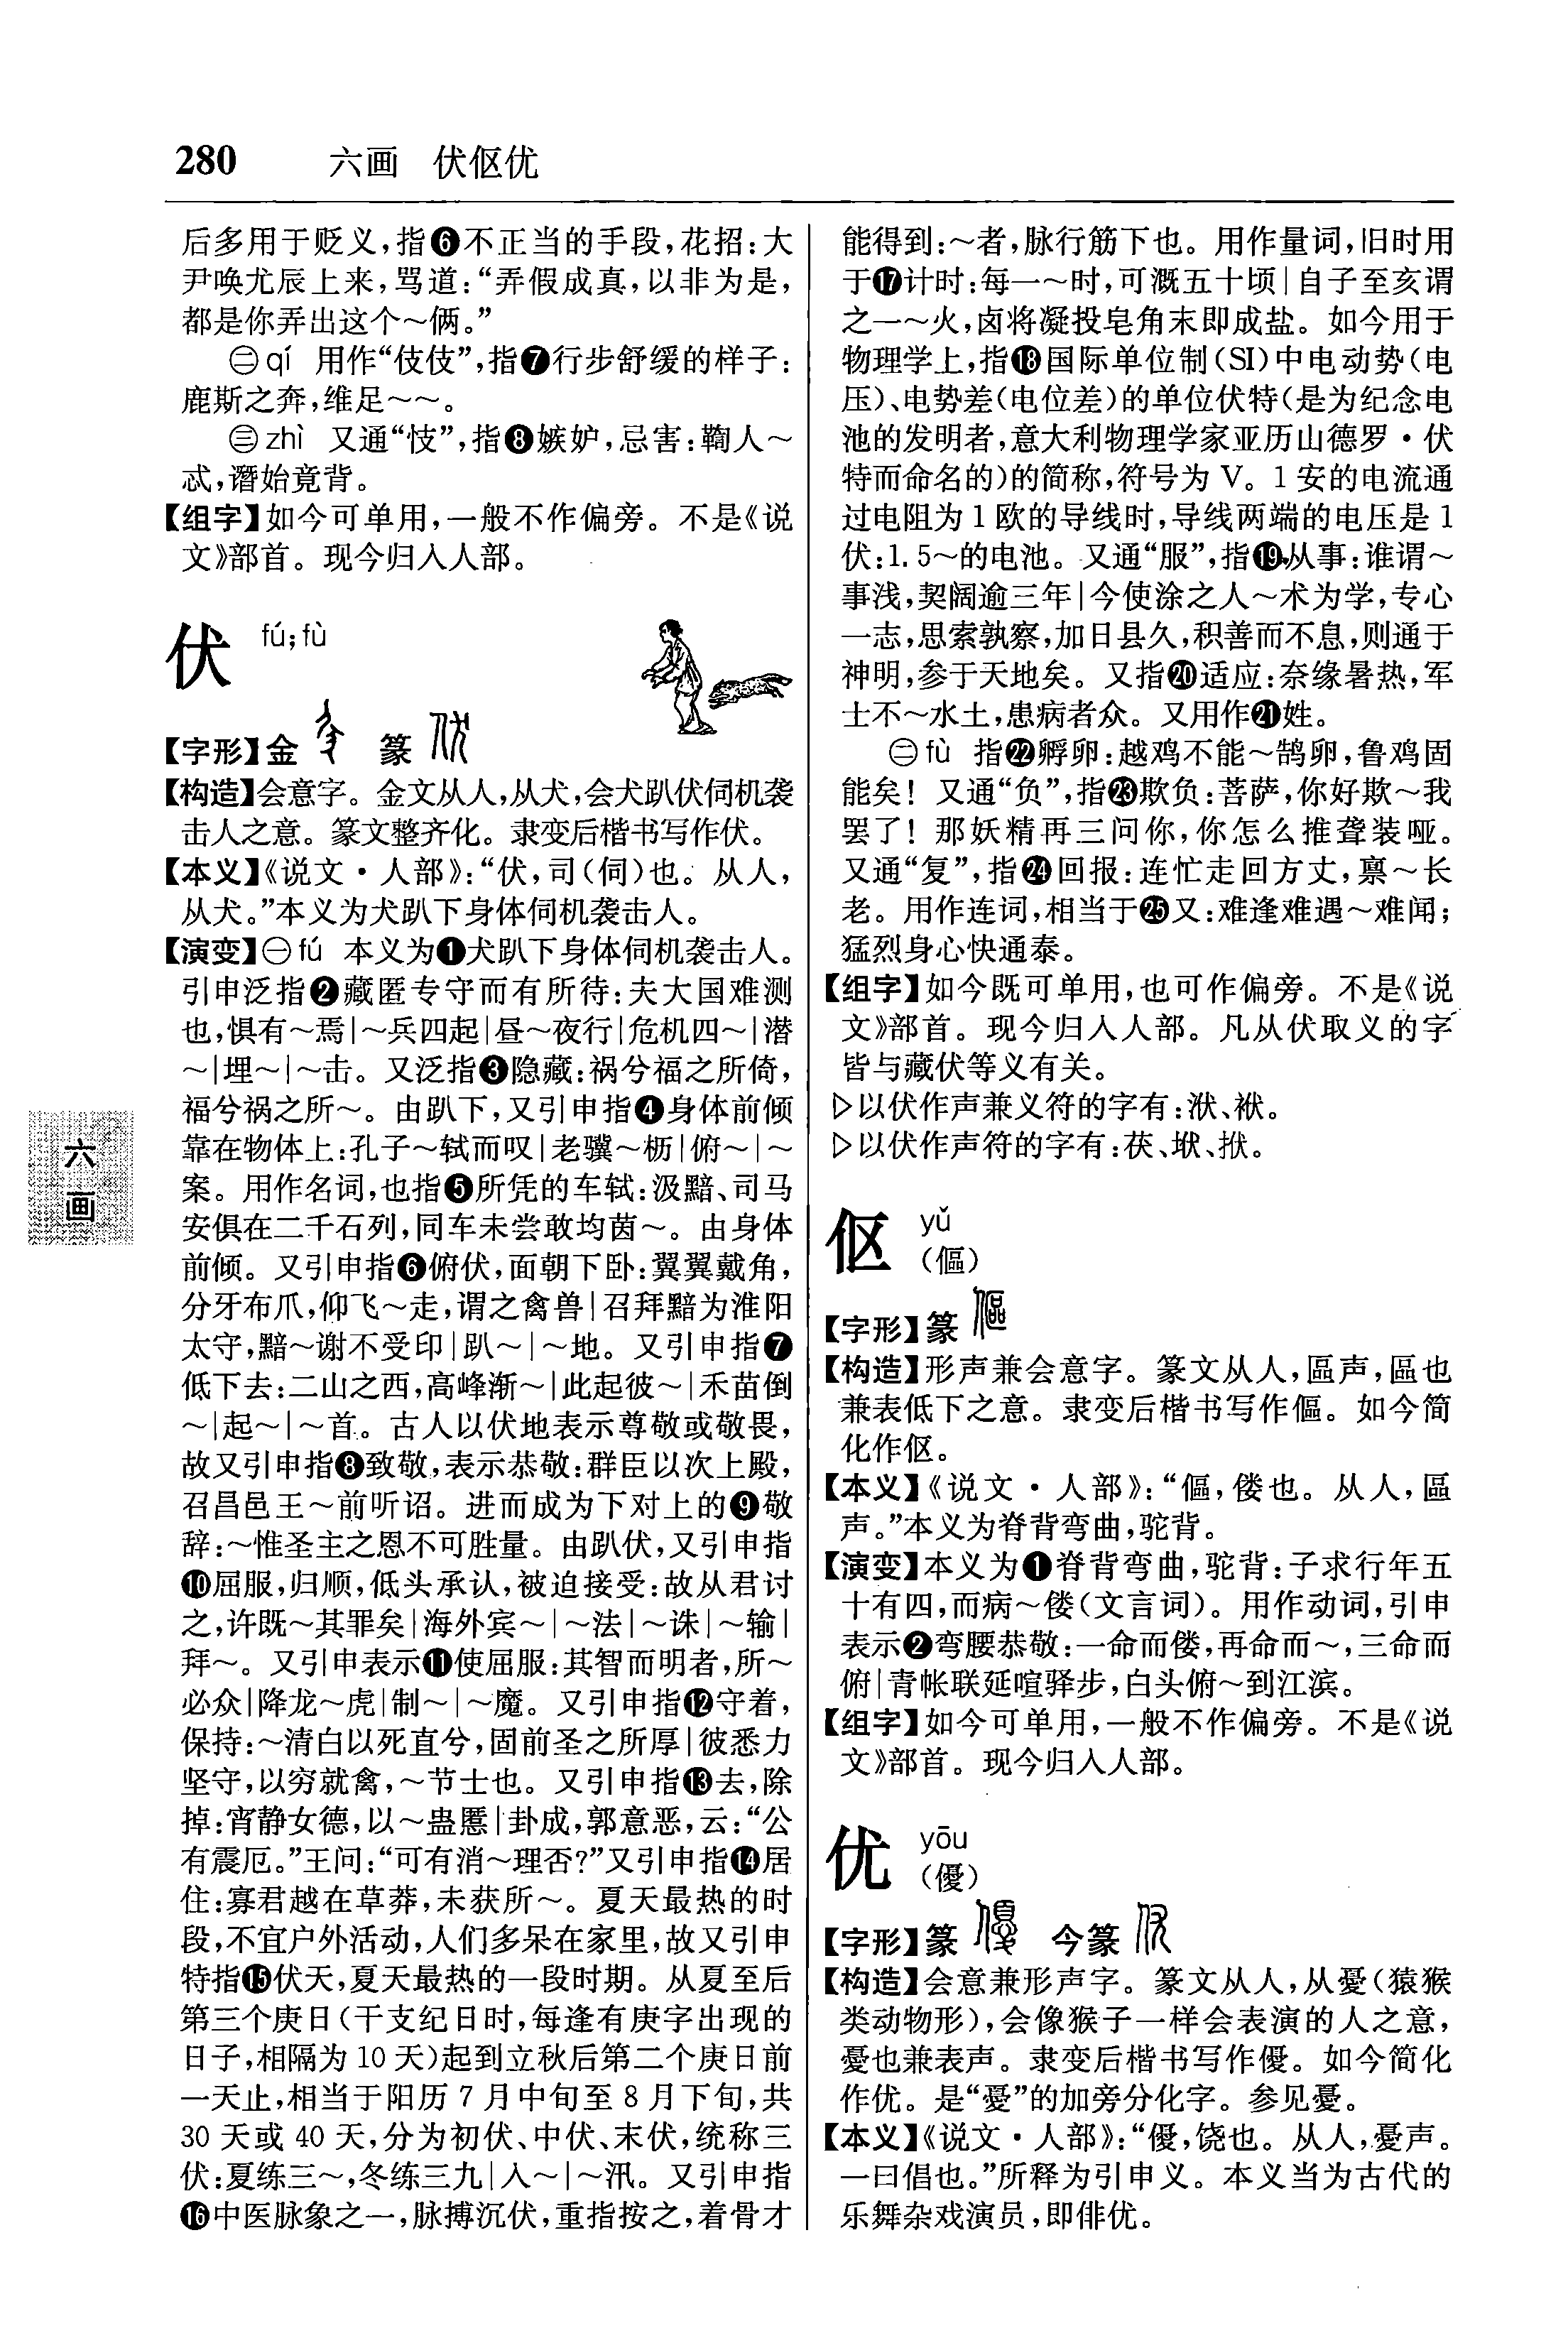 280 六画 伏伛优
后多用于贬义,指❻不正当的手段,花招:大
尹唤尤辰上来,骂道:“弄假成真,以非为是,
都是你弄出这个～俩。”
㊁qí 用作“伎伎”,指❼行步舒缓的样子:
鹿斯之奔,维足～～。
㊂zhì 又通“忮”,指❽嫉妒,忌害:鞫人～
忒,谮始竟背。
【组字】如今可单用,一般不作偏旁。不是《说
文》部首。现今归入人部。
伏 fú;fù
【字形】金 篆
【构造】会意字。金文从人,从犬,会犬趴伏伺机袭
击人之意。篆文整齐化。隶变后楷书写作伏。
【本义】《说文·人部》:“伏,司(伺)也。从人,
从犬。”本义为犬趴下身体伺机袭击人。
【演变】㊀fú 本义为❶犬趴下身体伺机袭击人。
引申泛指❷藏匿专守而有所待:夫大国难测
也,惧有～焉|～兵四起|昼～夜行|危机四～|潜
～|埋～|～击。又泛指❸隐藏:祸兮福之所倚,
福兮祸之所～。由趴下,又引申指❹身体前倾
靠在物体上:孔子～轼而叹|老骥～枥|俯～|～
案。用作名词,也指❺所凭的车轼:汲黯、司马
安俱在二千石列,同车未尝敢均茵～。由身体
前倾。又引申指❻俯伏,面朝下卧:翼翼戴角,
分牙布爪,仰飞～走,谓之禽兽|召拜黯为淮阳
太守,黯～谢不受印|趴～|～地。又引申指❼
低下去:二山之西,高峰渐～|此起彼～|禾苗倒
～|起～|～首。古人以伏地表示尊敬或敬畏,
故又引申指❽致敬,表示恭敬:群臣以次上殿,
召昌邑王～前听诏。进而成为下对上的❾敬
辞:～惟圣主之恩不可胜量。由趴伏,又引申指
❿屈服,归顺,低头承认,被迫接受:故从君讨
之,许既～其罪矣|海外宾～|～法|～诛|～输|
拜～。又引申表示⓫使屈服:其智而明者,所～
必众|降龙～虎|制～|～魔。又引申指⓬守着,
保持:～清白以死直兮,固前圣之所厚|彼悉力
坚守,以穷就禽,～节士也。又引申指⓭去,除
掉:宵静女德,以～蛊慝|卦成,郭意恶,云:“公
有震厄。”王问:“可有消～理否?”又引申指⓮居
住:寡君越在草莽,未获所～。夏天最热的时
段,不宜户外活动,人们多呆在家里,故又引申
特指⓯伏天,夏天最热的一段时期。从夏至后
第三个庚日(干支纪日时,每逢有庚字出现的
日子,相隔为 10 天)起到立秋后第二个庚日前
一天止,相当于阳历 7 月中旬至 8 月下旬,共
30 天或 40 天,分为初伏、中伏、末伏,统称三
伏:夏练三～,冬练三九|入～|～汛。又引申指
⓰中医脉象之一,脉搏沉伏,重指按之,着骨才
能得到:～者,脉行筋下也。用作量词,旧时用
于⓱计时:每一～时,可溉五十顷|自子至亥谓
之一～火,卤将凝投皂角末即成盐。如今用于
物理学上,指⓲国际单位制(SI)中电动势(电
压)、电势差(电位差)的单位伏特(是为纪念电
池的发明者,意大利物理学家亚历山德罗·伏
特而命名的)的简称,符号为 V。1 安的电流通
过电阻为 1 欧的导线时,导线两端的电压是 1
伏:1.5～的电池。又通“服”,指⓳从事:谁谓～
事浅,契阔逾三年|今使涂之人～术为学,专心
一志,思索孰察,加日县久,积善而不息,则通于
神明,参于天地矣。又指⓴适应:奈缘暑热,军
士不～水土,患病者众。又用作㉑姓。
㊁fù 指㉒孵卵:越鸡不能～鹄卵,鲁鸡固
能矣! 又通“负”,指㉓欺负:菩萨,你好欺～我
罢了! 那妖精再三问你,你怎么推聋装哑。
又通“复”,指㉔回报:连忙走回方丈,禀～长
老。用作连词,相当于㉕又:难逢难遇～难闻;
猛烈身心快通泰。
【组字】如今既可单用,也可作偏旁。不是《说
文》部首。现今归入人部。凡从伏取义的字
皆与藏伏等义有关。
▷以伏作声兼义符的字有:洑、袱。
▷以伏作声符的字有:茯、垘、㧞。
伛 yǔ
(傴)
【字形】篆
【构造】形声兼会意字。篆文从人,區声,區也
兼表低下之意。隶变后楷书写作傴。如今简
化作伛。
【本义】《说文·人部》:“傴,偻也。从人,區
声。”本义为脊背弯曲,驼背。
【演变】本义为❶脊背弯曲,驼背:子求行年五
十有四,而病～偻(文言词)。用作动词,引申
表示❷弯腰恭敬:一命而偻,再命而～,三命而
俯|青帐联延喧驿步,白头俯～到江滨。
【组字】如今可单用,一般不作偏旁。不是《说
文》部首。现今归入人部。
优 yōu
(優)
【字形】篆 今篆
【构造】会意兼形声字。篆文从人,从憂(猿猴
类动物形),会像猴子一样会表演的人之意,
憂也兼表声。隶变后楷书写作優。如今简化
作优。是“憂”的加旁分化字。参见憂。
【本义】《说文·人部》:“優,饶也。从人,憂声。
一曰倡也。”所释为引申义。本义当为古代的
乐舞杂戏演员,即俳优。
六
画